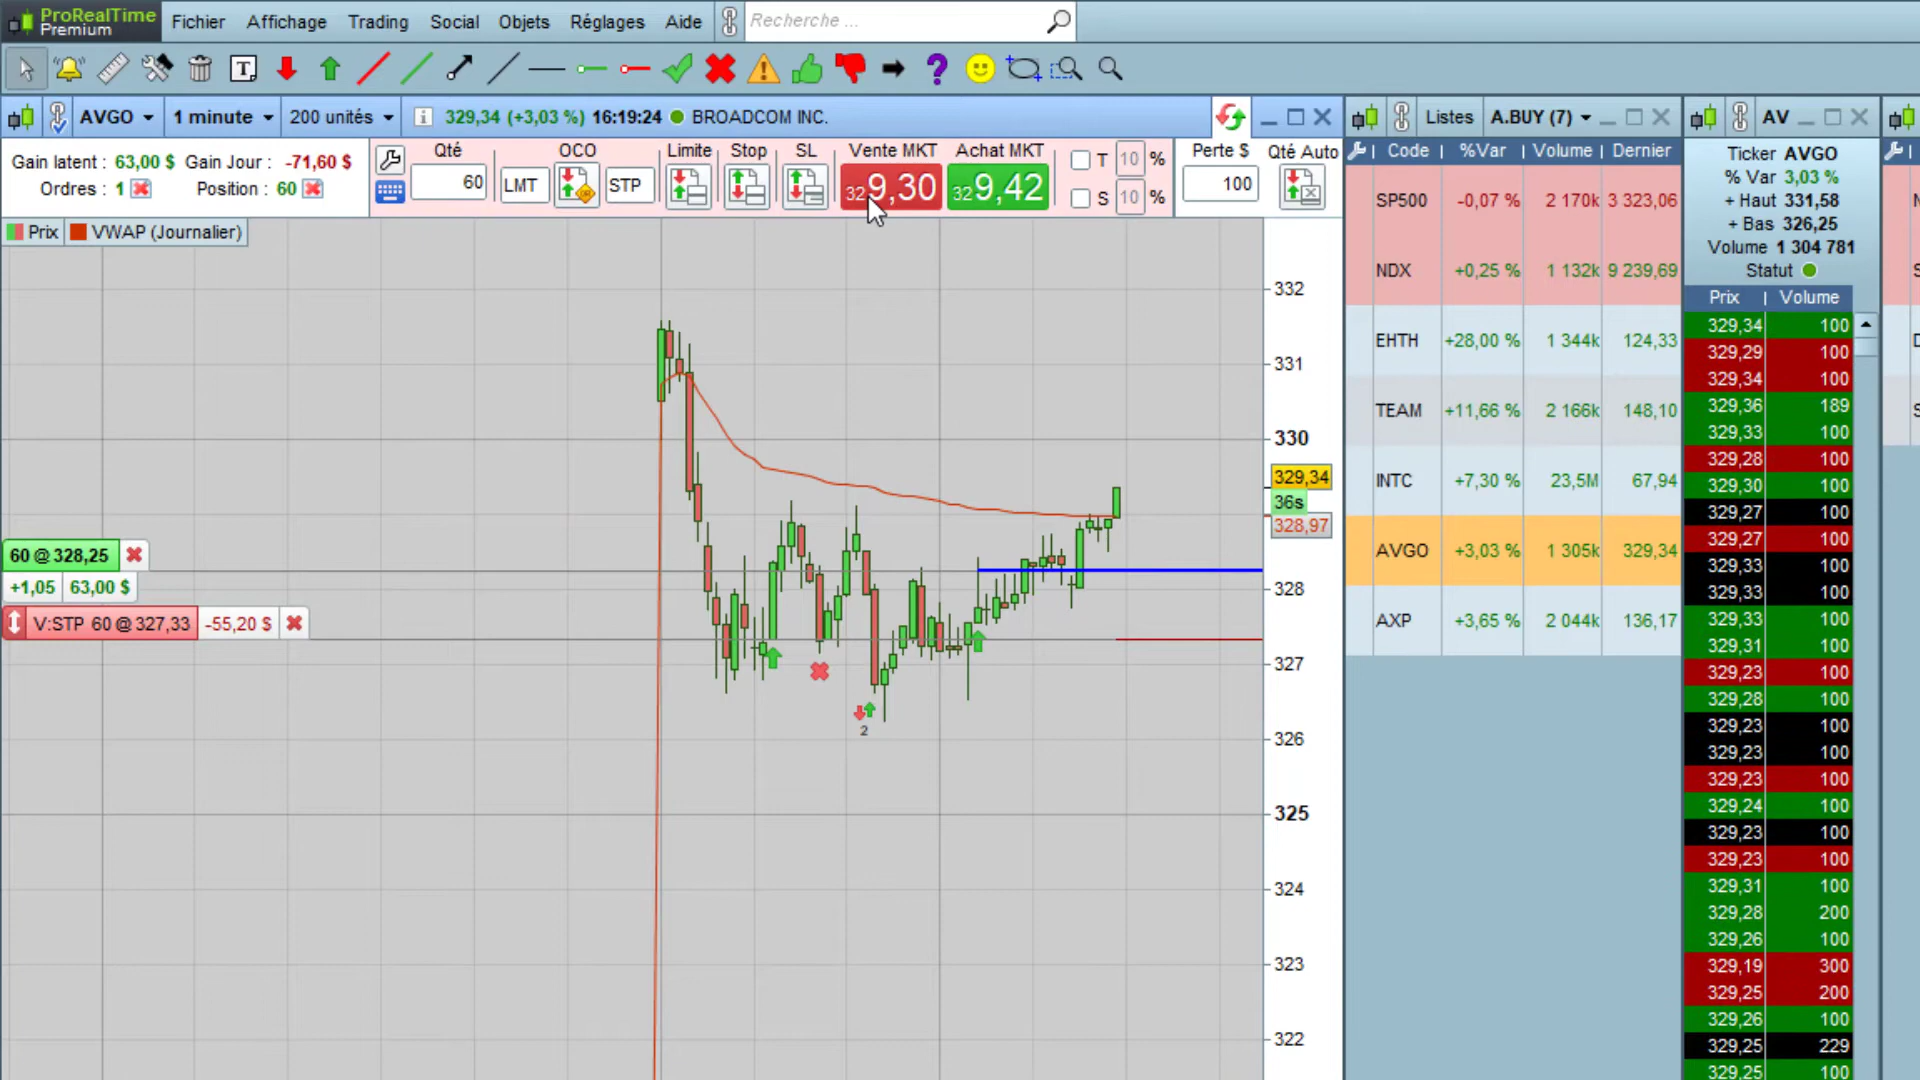 ProRealTime
Premium
Fichier Affichage Trading Social Objets Réglages Aide Recherche ...
T
AVGO 1 minute 200 unités 329,34 (+3,03 %) 16:19:24 BROADCOM INC.
Gain latent : 63,00 $ Gain Jour : -71,60 $
Ordres : 1 Position : 60
Qté OCO Limite Stop SL Vente MKT Achat MKT T 10 % Perte $ Qté Auto
60 LMT STP 329,30 329,42 S 10 % 100
Prix VWAP (Journalier)
332
331
330
329,34
36s
328,97
328
327
326
325
324
323
322
60 @ 328,25
+1,05 63,00 $
V:STP 60 @ 327,33 -55,20 $
2
Listes A.BUY (7)
Code %Var Volume Dernier
SP500 -0,07 % 2 170k 3 323,06
NDX +0,25 % 1 132k 9 239,69
EHTH +28,00 % 1 344k 124,33
TEAM +11,66 % 2 166k 148,10
INTC +7,30 % 23,5M 67,94
AVGO +3,03 % 1 305k 329,34
AXP +3,65 % 2 044k 136,17
AV
Ticker AVGO
% Var 3,03 %
+ Haut 331,58
+ Bas 326,25
Volume 1 304 781
Statut
Prix Volume
329,34 100
329,29 100
329,34 100
329,36 189
329,33 100
329,28 100
329,30 100
329,27 100
329,27 100
329,33 100
329,33 100
329,33 100
329,31 100
329,23 100
329,28 100
329,23 100
329,23 100
329,23 100
329,24 100
329,23 100
329,23 100
329,31 100
329,28 200
329,26 100
329,19 300
329,25 200
329,26 100
329,25 229
329,25 100